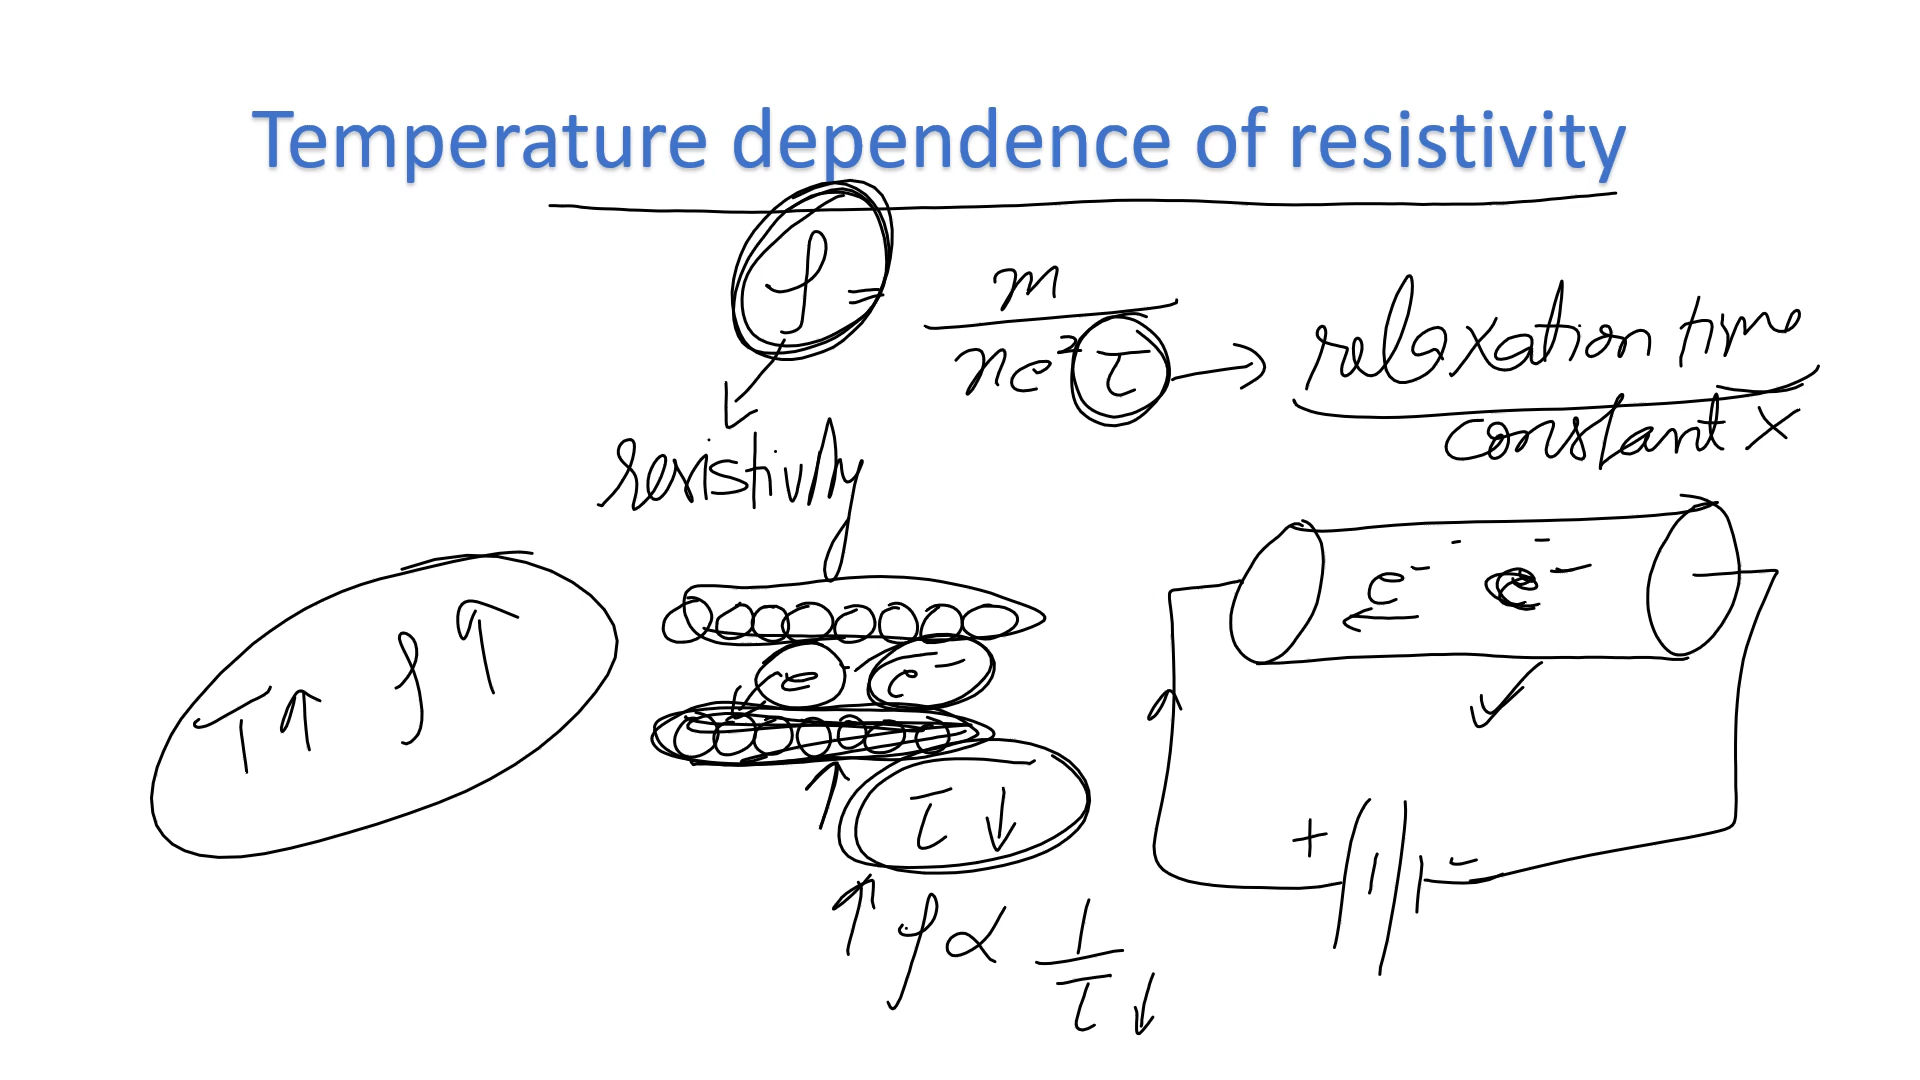 Temperature dependence of resistivity
ρ = m / ne²τ → relaxation time
constant ×
resistivity
e⁻ e⁻
T↑ ρ↑
e⁻ e⁻
τ↓
+ -
↑ρ ∝ 1/τ↓